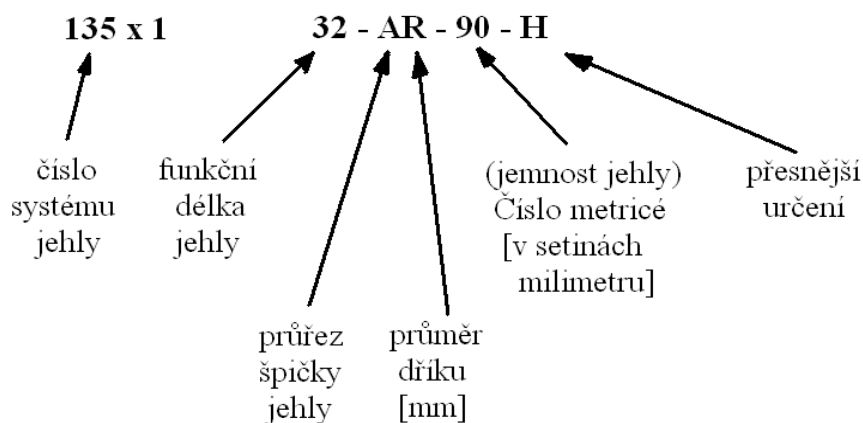 135 x 1 32 - AR - 90 - H
číslo
systému
jehly
funkční
délka
jehly
(jemnost jehly)
Číslo metricé
[v setinách
milimetru]
přesnější
určení
průřez
špičky
jehly
průměr
dříku
[mm]